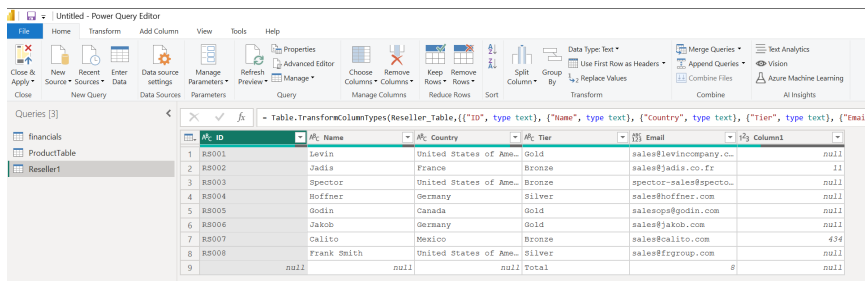 Untitled - Power Query Editor
File Home Transform Add Column View Tools Help
Close & Apply New Source Recent Sources Enter Data Data source settings Manage Parameters Refresh Preview Properties Advanced Editor Manage Choose Columns Remove Columns Keep Rows Remove Rows Split Column Group By Data Type: Text Use First Row as Headers Replace Values Merge Queries Append Queries Combine Files Text Analytics Vision Azure Machine Learning
Close New Query Data Sources Parameters Query Manage Columns Reduce Rows Sort Transform Combine AI Insights
Queries [3]
fx = Table.TransformColumnTypes(Reseller_Table,{{"ID", type text}, {"Name", type text}, {"Country", type text}, {"Tier", type text}, {"Emai
financials
ProductTable
Reseller1
ABC ID ABC Name ABC Country ABC Tier ABC 123 Email 123 Column1
1 RS001 Levin United States of Ame... Gold sales@levincompany.c... null
2 RS002 Jadis France Bronze sales@jadis.co.fr 11
3 RS003 Spector United States of Ame... Bronze spector-sales@specto... null
4 RS004 Hoffner Germany Silver sales@hoffner.com null
5 RS005 Godin Canada Gold salesops@godin.com null
6 RS006 Jakob Germany Gold sales@jakob.com null
7 RS007 Calito Mexico Bronze sales@calito.com 434
8 RS008 Frank Smith United States of Ame... Silver sales@frgroup.com null
9 null null null Total 8 null